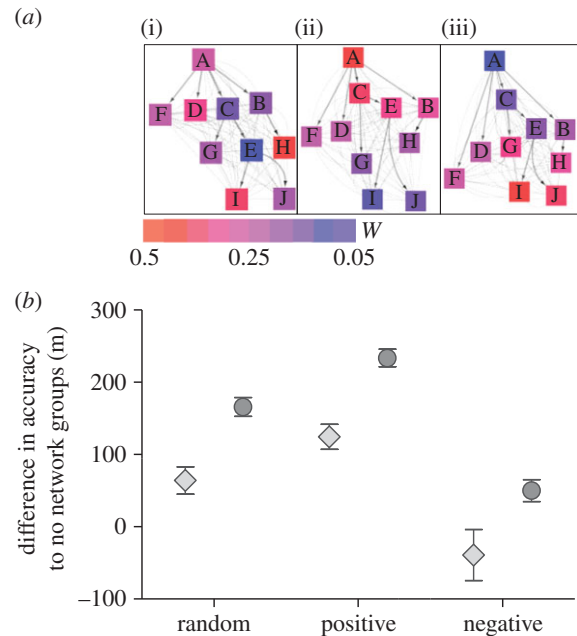 (a)
(i) (ii) (iii)
A
F D C B
G E H
I J
A
C E B
F D H
G
I J
A
C
E B
D G H
F
I J
W
0.5 0.25 0.05
(b)
difference in accuracy
to no network groups (m)
300
200
100
0
–100
random positive negative